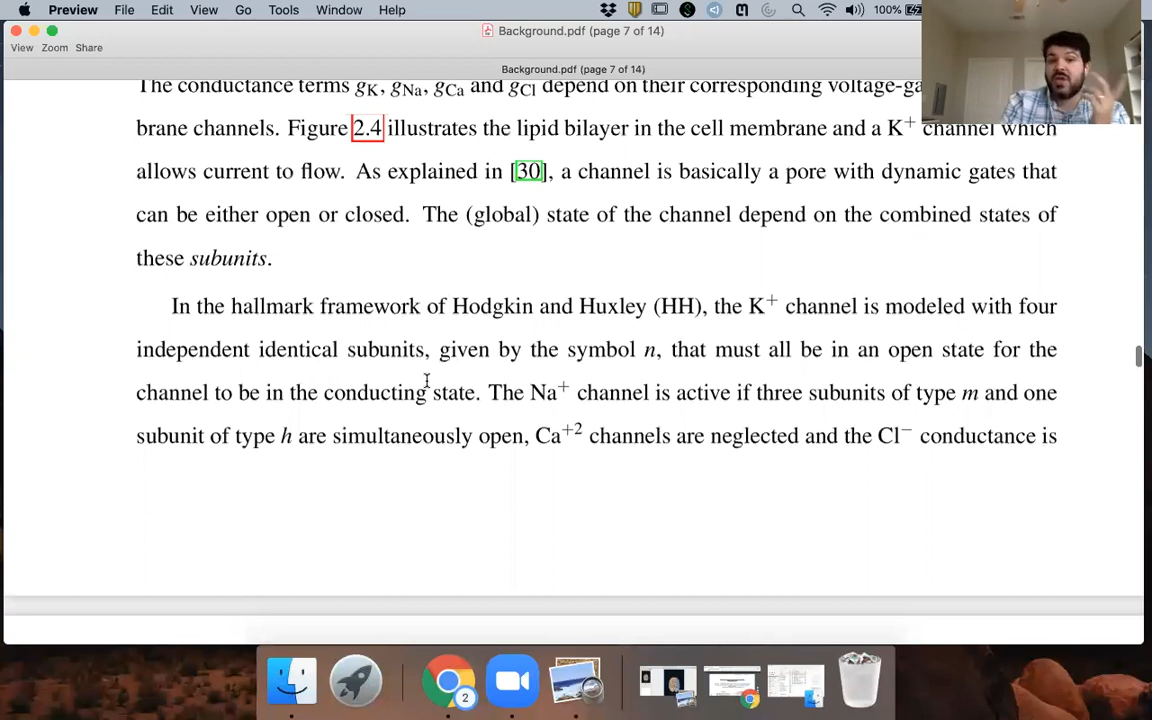 Preview File Edit View Go Tools Window Help 100%
Background.pdf (page 7 of 14)
View Zoom Share
Background.pdf (page 7 of 14)
The conductance terms gK, gNa, gCa and gCl depend on their corresponding voltage-ga
brane channels. Figure 2.4 illustrates the lipid bilayer in the cell membrane and a K+ channel which
allows current to flow. As explained in [30], a channel is basically a pore with dynamic gates that
can be either open or closed. The (global) state of the channel depend on the combined states of
these subunits.
In the hallmark framework of Hodgkin and Huxley (HH), the K+ channel is modeled with four
independent identical subunits, given by the symbol n, that must all be in an open state for the
channel to be in the conducting state. The Na+ channel is active if three subunits of type m and one
subunit of type h are simultaneously open, Ca+2 channels are neglected and the Cl− conductance is
2